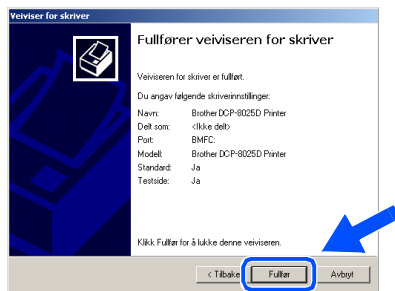 Veiviser for skriver
Fullfører veiviseren for skriver
Veiviseren for skriver er fullført.
Du angav følgende skriverinnstillinger:
Navn: Brother DCP-8025D Printer
Delt som: <Ikke delt>
Port: BMFC:
Modell: Brother DCP-8025D Printer
Standard: Ja
Testside: Ja
Klikk Fullfør for å lukke denne veiviseren.
< Tilbake Fullfør Avbryt